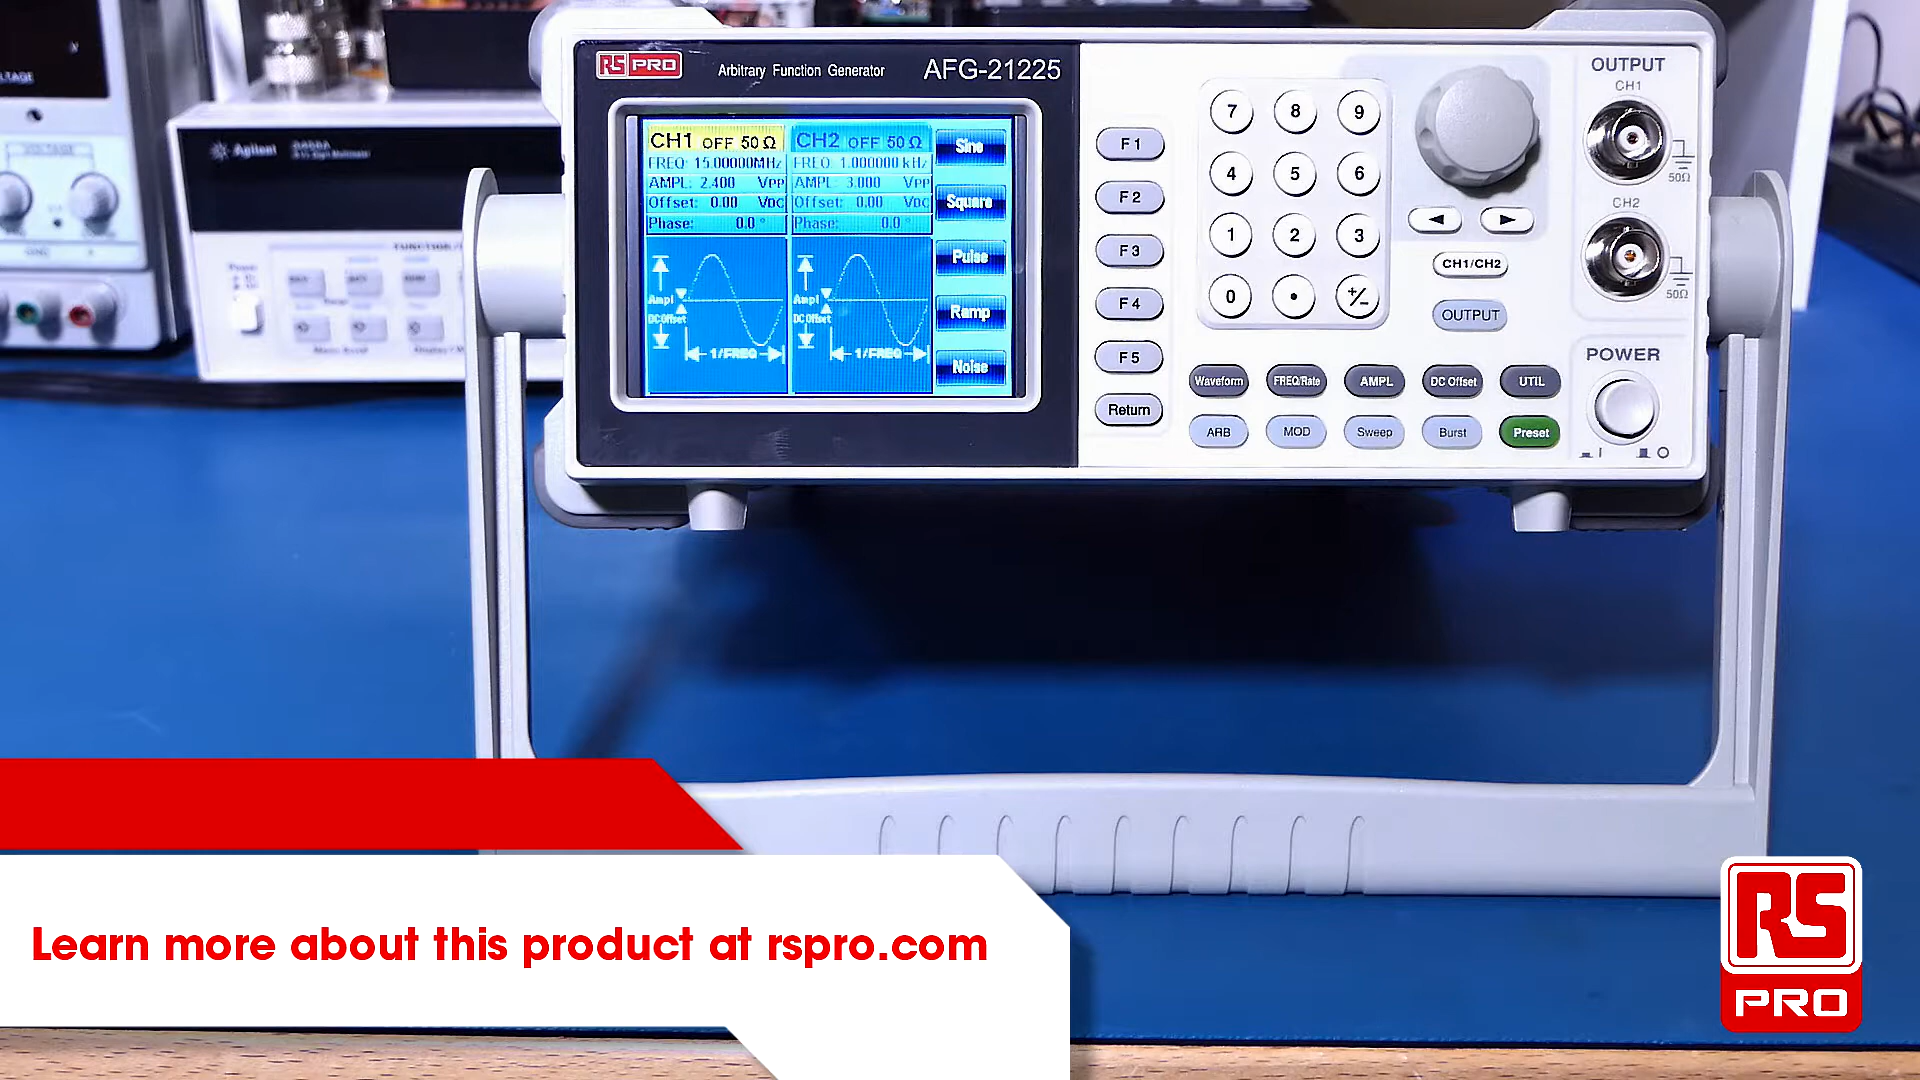 RS PRO
Arbitrary Function Generator
AFG-21225
CH1 OFF 50 Ω
FREQ: 15.00000MHz
AMPL: 2.400 VPP
Offset: 0.00 VDC
Phase: 0.0 °
CH2 OFF 50 Ω
FREQ: 1.000000 kHz
AMPL: 3.000 VPP
Offset: 0.00 VDC
Phase: 0.0 °
Ampl
DC Offset
1/FREQ
Ampl
DC Offset
1/FREQ
Sine
Square
Pulse
Ramp
Noise
F 1
F 2
F 3
F 4
F 5
Return
7 8 9
4 5 6
1 2 3
0 • +/-
CH1/CH2
OUTPUT
Waveform FREQ/Rate AMPL DC Offset UTIL
ARB MOD Sweep Burst Preset
OUTPUT
CH1
50Ω
CH2
50Ω
POWER
Agilent
VOLTAGE
Power
Learn more about this product at rspro.com
RS
PRO